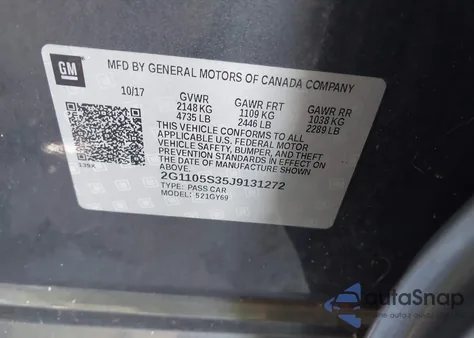 GM
MFD BY GENERAL MOTORS OF CANADA COMPANY
10/17 GVWR GAWR FRT GAWR RR
2148 KG 1109 KG 1038 KG
4735 LB 2446 LB 2289 LB
THIS VEHICLE CONFORMS TO ALL
APPLICABLE U.S. FEDERAL MOTOR
VEHICLE SAFETY, BUMPER, AND THEFT
PREVENTION STANDARDS IN EFFECT ON
THE DATE OF MANUFACTURE SHOWN
ABOVE.
2G1105S35J9131272
TYPE: PASS CAR
MODEL: 521GY69
autaSnap